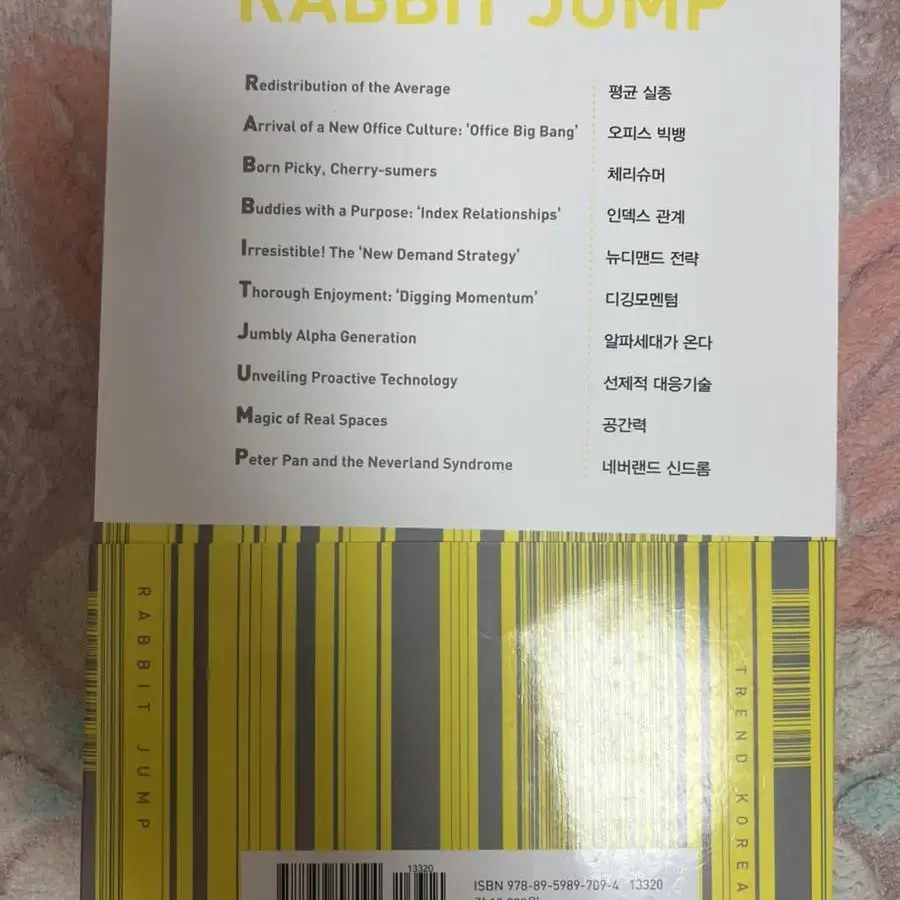 RABBIT JUMP
Redistribution of the Average 평균 실종
Arrival of a New Office Culture: ‘Office Big Bang’ 오피스 빅뱅
Born Picky, Cherry-sumers 체리슈머
Buddies with a Purpose: ‘Index Relationships’ 인덱스 관계
Irresistible! The ‘New Demand Strategy’ 뉴디맨드 전략
Thorough Enjoyment: ‘Digging Momentum’ 디깅모멘텀
Jumbly Alpha Generation 알파세대가 온다
Unveiling Proactive Technology 선제적 대응기술
Magic of Real Spaces 공간력
Peter Pan and the Neverland Syndrome 네버랜드 신드롬
RABBIT JUMP
TREND KOREA
13320
ISBN 978-89-5989-709-4 13320